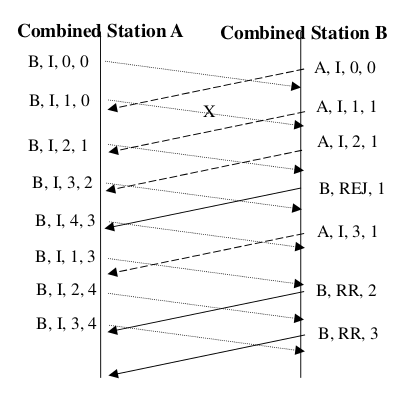 Combined Station A
Combined Station B
B, I, 0, 0
A, I, 0, 0
B, I, 1, 0
X
A, I, 1, 1
B, I, 2, 1
A, I, 2, 1
B, I, 3, 2
B, REJ, 1
B, I, 4, 3
A, I, 3, 1
B, I, 1, 3
B, I, 2, 4
B, RR, 2
B, I, 3, 4
B, RR, 3